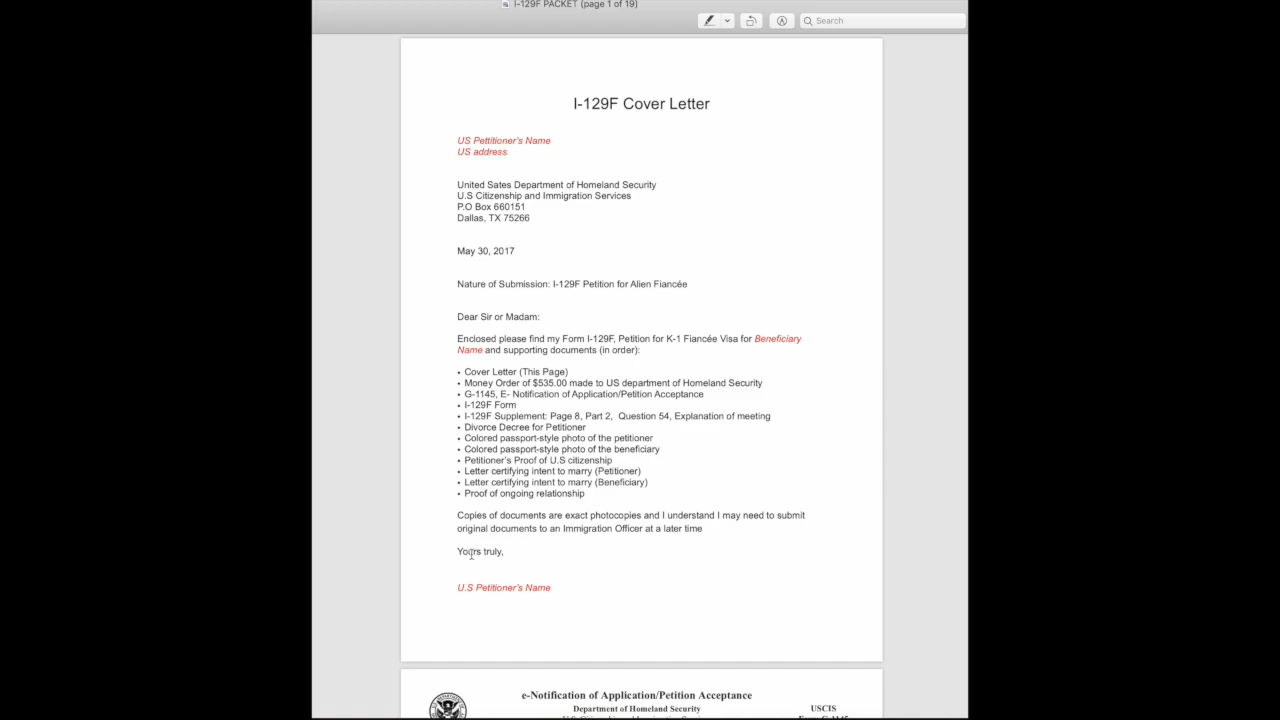 I-129F PACKET (page 1 of 19)
Search
I-129F Cover Letter
US Pettitioner's Name
US address
United Sates Department of Homeland Security
U.S Citizenship and Immigration Services
P.O Box 660151
Dallas, TX 75266
May 30, 2017
Nature of Submission: I-129F Petition for Alien Fiancée
Dear Sir or Madam:
Enclosed please find my Form I-129F, Petition for K-1 Fiancée Visa for Beneficiary
Name and supporting documents (in order):
• Cover Letter (This Page)
• Money Order of $535.00 made to US department of Homeland Security
• G-1145, E- Notification of Application/Petition Acceptance
• I-129F Form
• I-129F Supplement: Page 8, Part 2, Question 54, Explanation of meeting
• Divorce Decree for Petitioner
• Colored passport-style photo of the petitioner
• Colored passport-style photo of the beneficiary
• Petitioner's Proof of U.S citizenship
• Letter certifying intent to marry (Petitioner)
• Letter certifying intent to marry (Beneficiary)
• Proof of ongoing relationship
Copies of documents are exact photocopies and I understand I may need to submit
original documents to an Immigration Officer at a later time
Yours truly,
U.S Petitioner's Name
e-Notification of Application/Petition Acceptance
Department of Homeland Security
USCIS